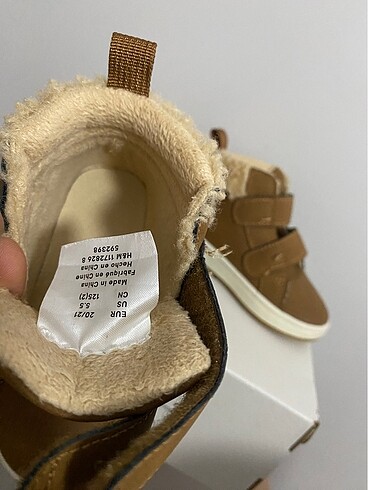 EUR 20/21
US 5.5
CN 125(2)
Made in China
Fabriqué en China
Hecho en China
H&M 1172826 8
592398